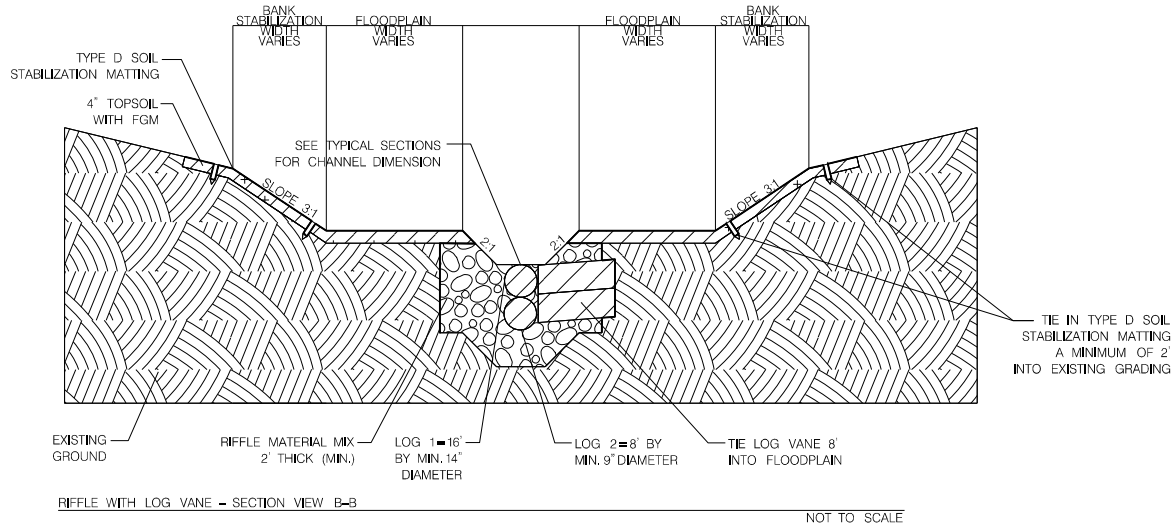 BANK
STABILIZATION
WIDTH
VARIES
FLOODPLAIN
WIDTH
VARIES
FLOODPLAIN
WIDTH
VARIES
BANK
STABILIZATION
WIDTH
VARIES
TYPE D SOIL
STABILIZATION MATTING
4" TOPSOIL
WITH FGM
SEE TYPICAL SECTIONS
FOR CHANNEL DIMENSION
SLOPE 3:1
SLOPE 3:1
2:1
2:1
TIE IN TYPE D SOIL
STABILIZATION MATTING
A MINIMUM OF 2'
INTO EXISTING GRADING
EXISTING
GROUND
RIFFLE MATERIAL MIX
2' THICK (MIN.)
LOG 1=16'
BY MIN. 14"
DIAMETER
LOG 2=8' BY
MIN. 9" DIAMETER
TIE LOG VANE 8'
INTO FLOODPLAIN
RIFFLE WITH LOG VANE - SECTION VIEW B-B
NOT TO SCALE